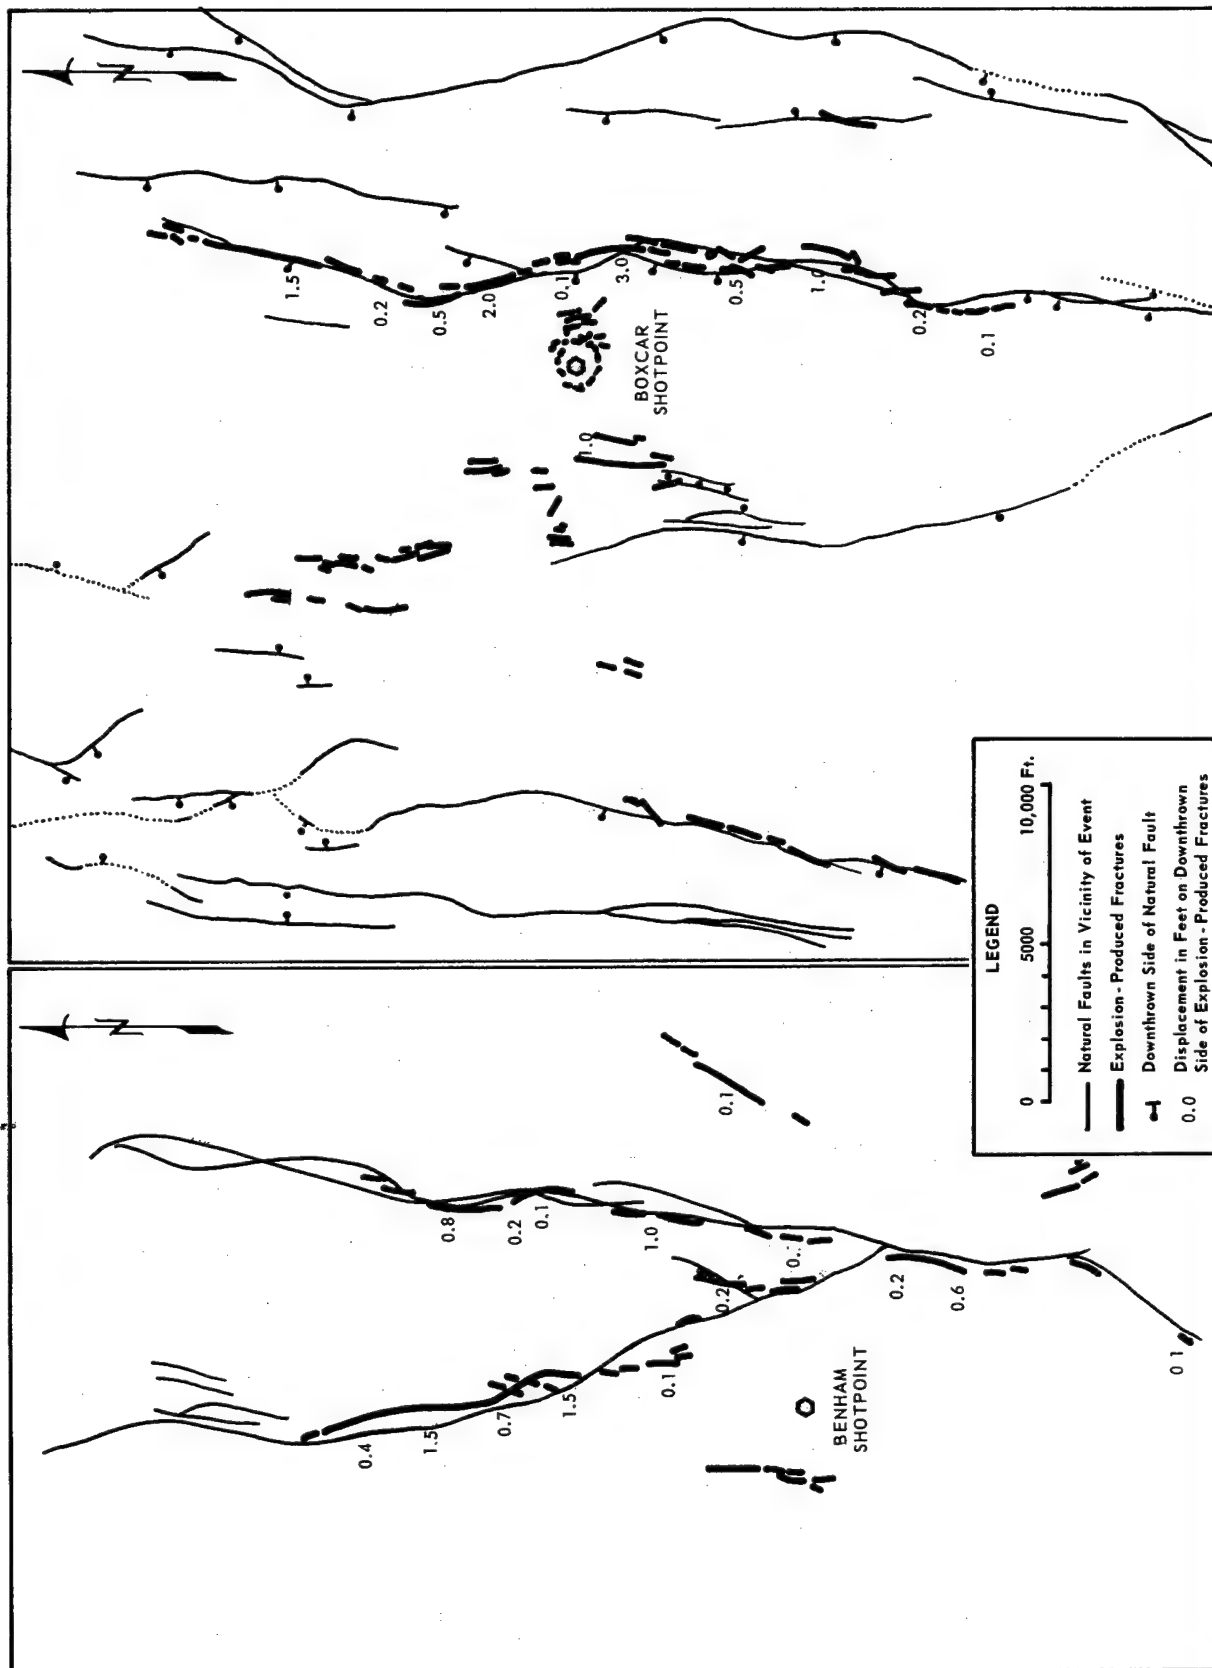 N
1.5
0.2
0.5
2.0
0.1
3.0
0.5
1.0
0.2
0.1
BOXCAR
SHOTPOINT
1.0
N
0.1
0.8
0.2
0.1
1.0
0.2
0.2
0.6
0.4
1.5
0.7
1.5
0.1
0 1
BENHAM
SHOTPOINT
LEGEND
0 5000 10,000 Ft.
Natural Faults in Vicinity of Event
Explosion - Produced Fractures
Downthrown Side of Natural Fault
0.0 Displacement in Feet on Downthrown
Side of Explosion - Produced Fractures